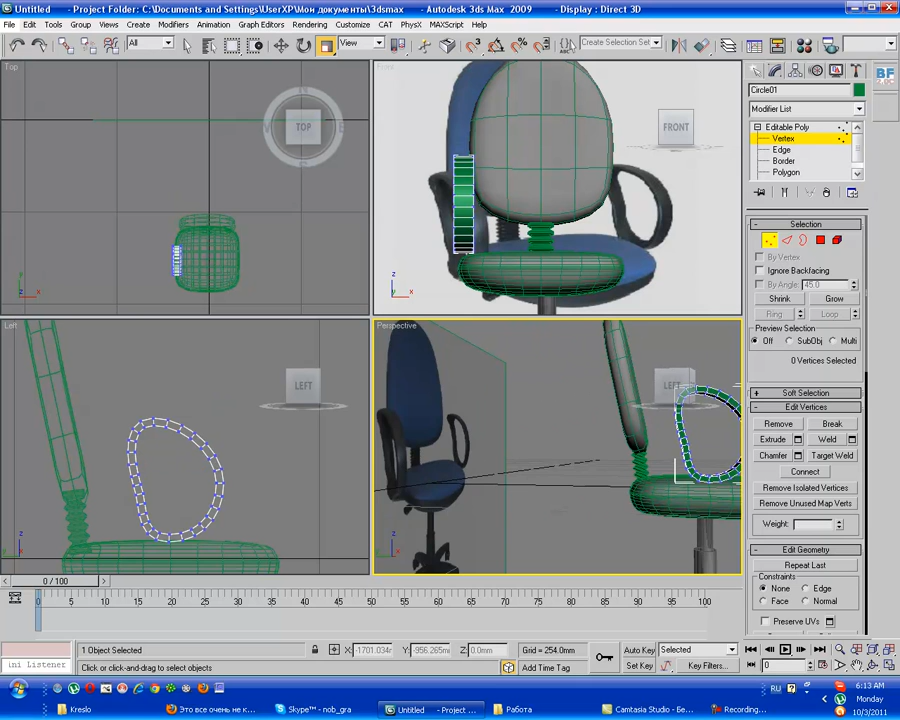 Untitled - Project Folder: C:\Documents and Settings\UserXP\Мои документы\3dsmax - Autodesk 3ds Max 2009 - Display : Direct 3D
File Edit Tools Group Views Create Modifiers Animation Graph Editors Rendering Customize CAT PhysX MAXScript Help
All View Create Selection Set
Top
TOP
FRONT
Left
LEFT
Perspective
LEFT
BF
Circle01
Modifier List
Editable Poly
Vertex
Edge
Border
Polygon
Selection
By Vertex
Ignore Backfacing
By Angle: 45.0
Shrink Grow
Ring Loop
Preview Selection
Off SubObj Multi
0 Vertices Selected
Soft Selection
Edit Vertices
Remove Break
Extrude Weld
Chamfer Target Weld
Connect
Remove Isolated Vertices
Remove Unused Map Verts
Weight:
Edit Geometry
Repeat Last
Constraints
None Edge
Face Normal
Preserve UVs
0 / 100
0 5 10 15 20 25 30 35 40 45 50 55 60 65 70 75 80 85 90 95 100
1 Object Selected X: -1701.034m Y: -956.265m Z: 0.0mm Grid = 254.0mm Auto Key Selected
ini Listener Click or click-and-drag to select objects Add Time Tag Set Key Key Filters... 0
RU 6:13 AM
Monday
10/3/2011
Kreslo Это все очень не к... Skype™ - nob_gra Untitled - Project ... Работа Camtasia Studio - Бе... Recording...